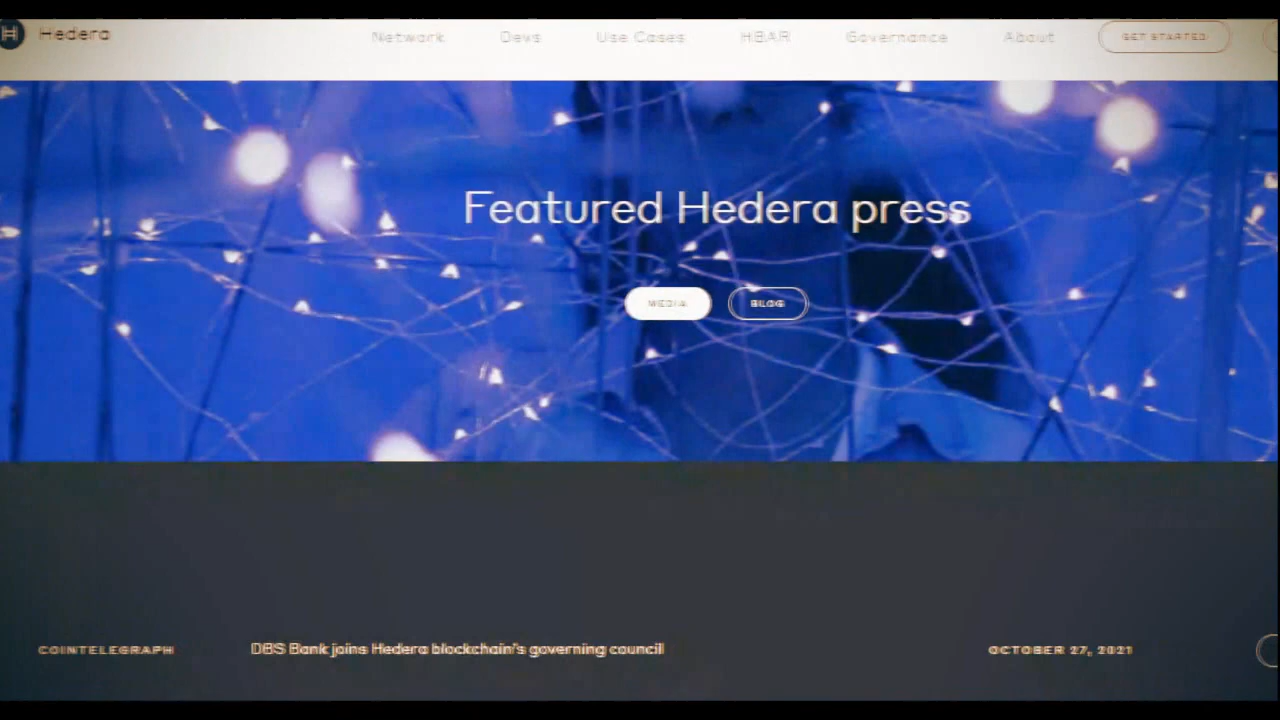 H Hedera Network Devs Use Cases HBAR Governance About GET STARTED
Featured Hedera press
MEDIA BLOG
COINTELEGRAPH DBS Bank joins Hedera blockchain's governing council OCTOBER 27, 2021